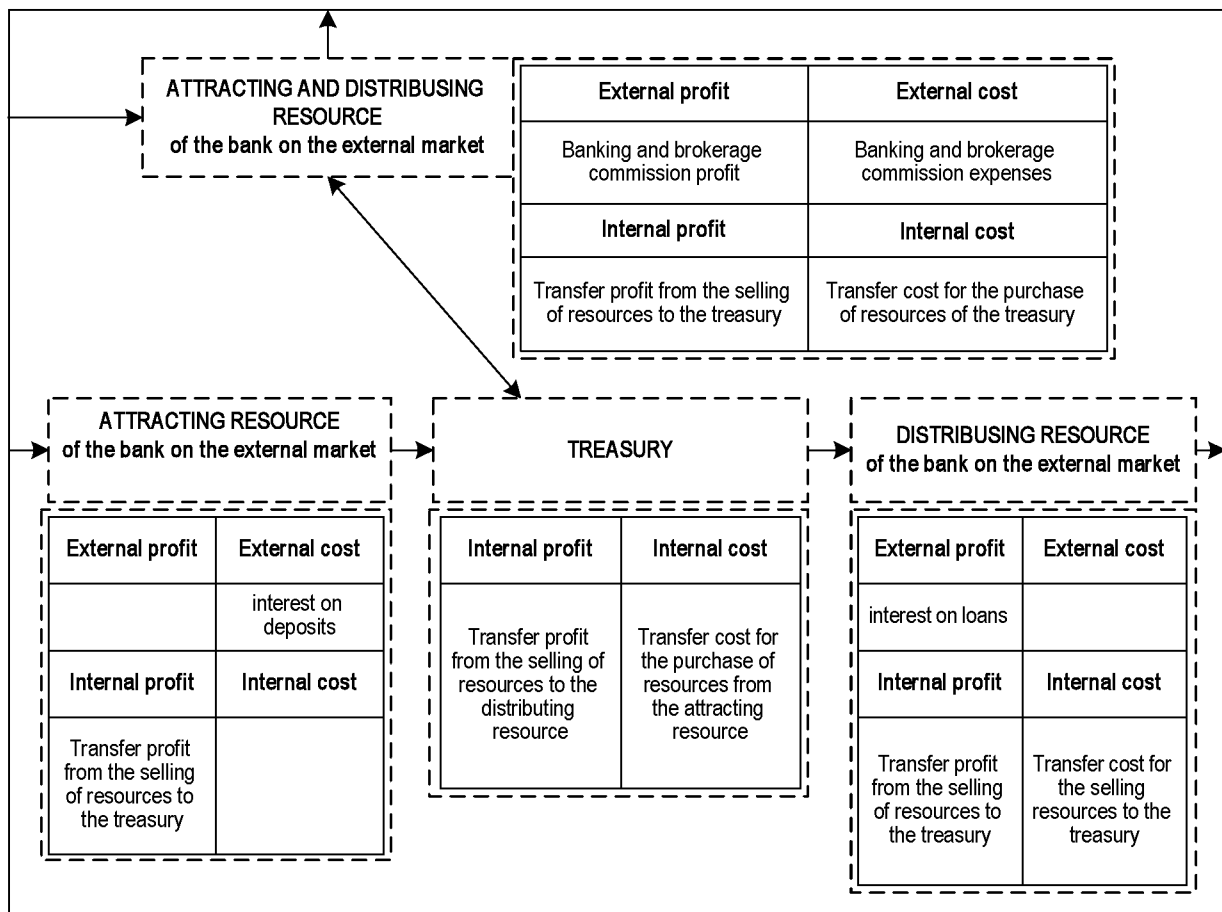 ATTRACTING AND DISTRIBUSING
RESOURCE
of the bank on the external market
External profit
External cost
Banking and brokerage
commission profit
Banking and brokerage
commission expenses
Internal profit
Internal cost
Transfer profit from the selling
of resources to the treasury
Transfer cost for the purchase
of resources of the treasury
ATTRACTING RESOURCE
of the bank on the external market
TREASURY
DISTRIBUSING RESOURCE
of the bank on the external market
External profit
External cost
interest on
deposits
Internal profit
Internal cost
Transfer profit
from the selling
of resources to
the treasury
Internal profit
Internal cost
Transfer profit
from the selling of
resources to the
distributing
resource
Transfer cost for
the purchase of
resources from
the attracting
resource
External profit
External cost
interest on loans
Internal profit
Internal cost
Transfer profit
from the selling
of resources to
the treasury
Transfer cost for
the selling
resources to the
treasury